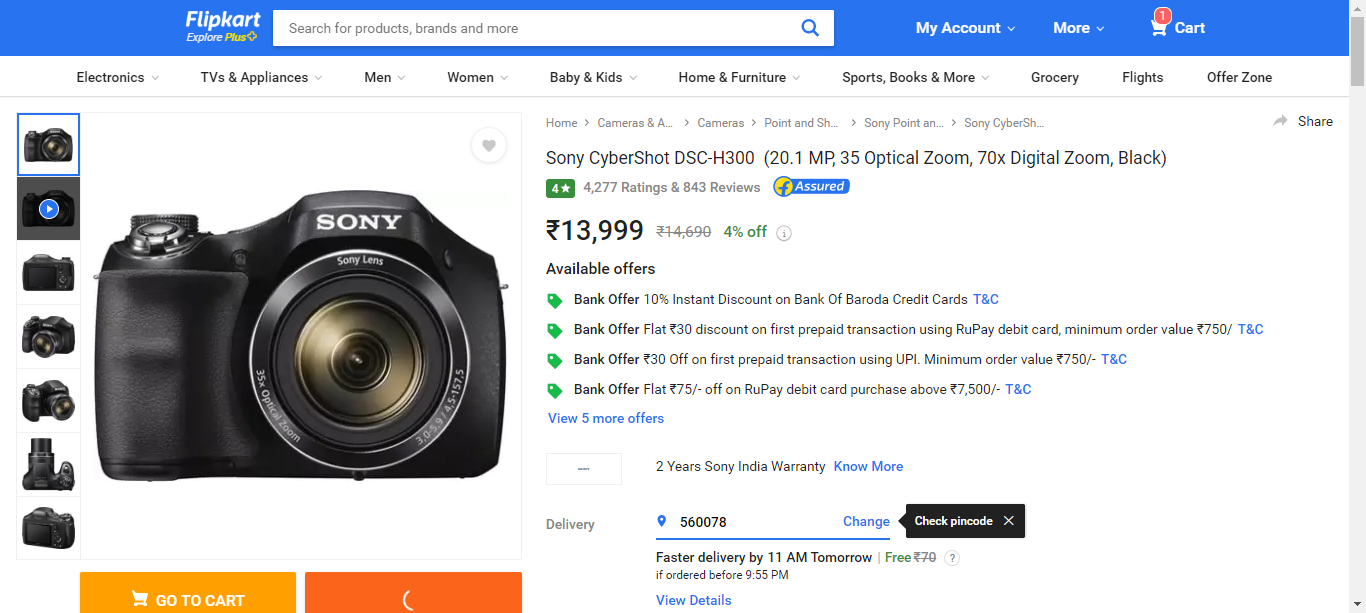 Flipkart
Explore Plus
Search for products, brands and more
My Account
More
1
Cart
Electronics
TVs & Appliances
Men
Women
Baby & Kids
Home & Furniture
Sports, Books & More
Grocery
Flights
Offer Zone
Home
Cameras & A...
Cameras
Point and Sh...
Sony Point an...
Sony CyberSh...
Share
Sony CyberShot DSC-H300 (20.1 MP, 35 Optical Zoom, 70x Digital Zoom, Black)
4★ 4,277 Ratings & 843 Reviews Assured
₹13,999 ₹14,690 4% off
Available offers
Bank Offer 10% Instant Discount on Bank Of Baroda Credit Cards T&C
Bank Offer Flat ₹30 discount on first prepaid transaction using RuPay debit card, minimum order value ₹750/ T&C
Bank Offer ₹30 Off on first prepaid transaction using UPI. Minimum order value ₹750/- T&C
Bank Offer Flat ₹75/- off on RuPay debit card purchase above ₹7,500/- T&C
View 5 more offers
2 Years Sony India Warranty Know More
Delivery
560078
Change
Check pincode
Faster delivery by 11 AM Tomorrow | Free ₹70 ?
if ordered before 9:55 PM
View Details
SONY
Sony Lens
35x Optical Zoom
3,0-5,9 / 4,5-157,5
GO TO CART